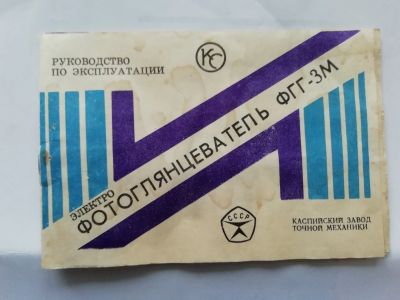 РУКОВОДСТВО
ПО ЭКСПЛУАТАЦИИ
КС
ЭЛЕКТРО
ФОТОГЛЯНЦЕВАТЕЛЬ ФГГ-3М
СССР
КАСПИЙСКИЙ ЗАВОД
ТОЧНОЙ МЕХАНИКИ